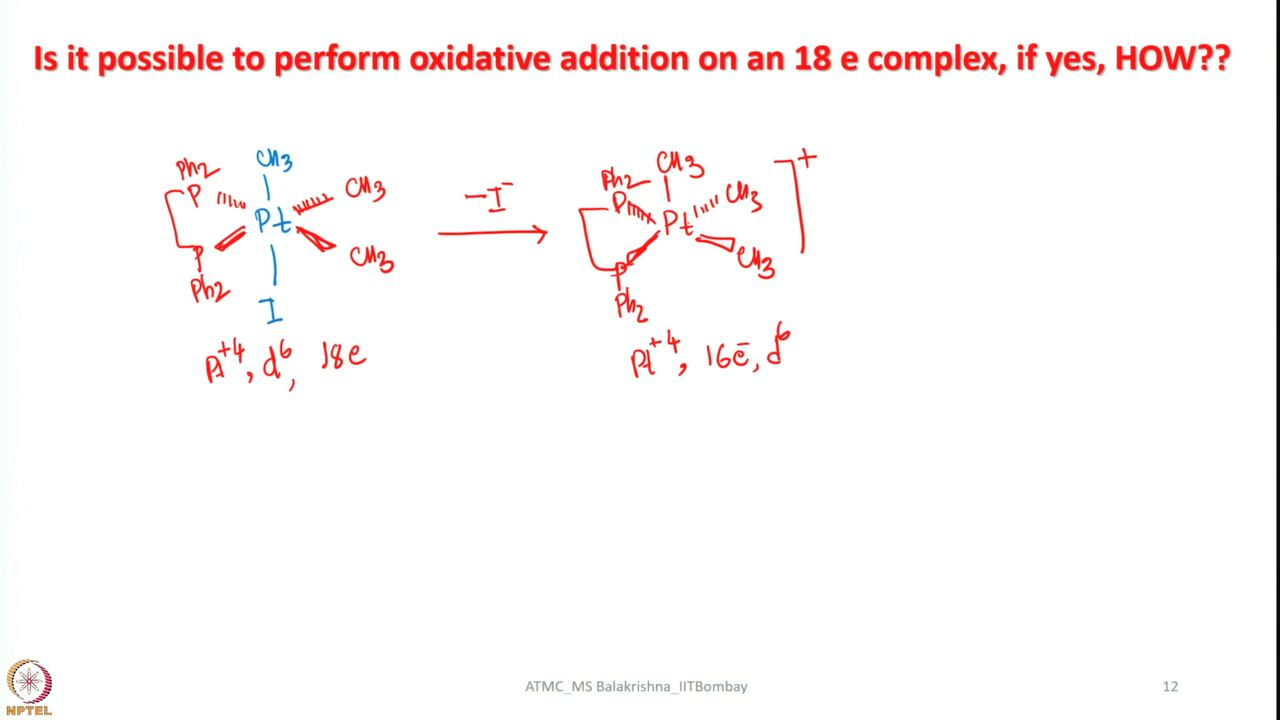 Is it possible to perform oxidative addition on an 18 e complex, if yes, HOW??
CH3
Ph2
P
Pt
CH3
P
CH3
Ph2
I
Pt+4, d6, 18e
-I-
CH3
Ph2
P
Pt
CH3
P
CH3
Ph2
+
Pt+4, 16e-, d6
NPTEL
ATMC_MS Balakrishna_IITBombay
12